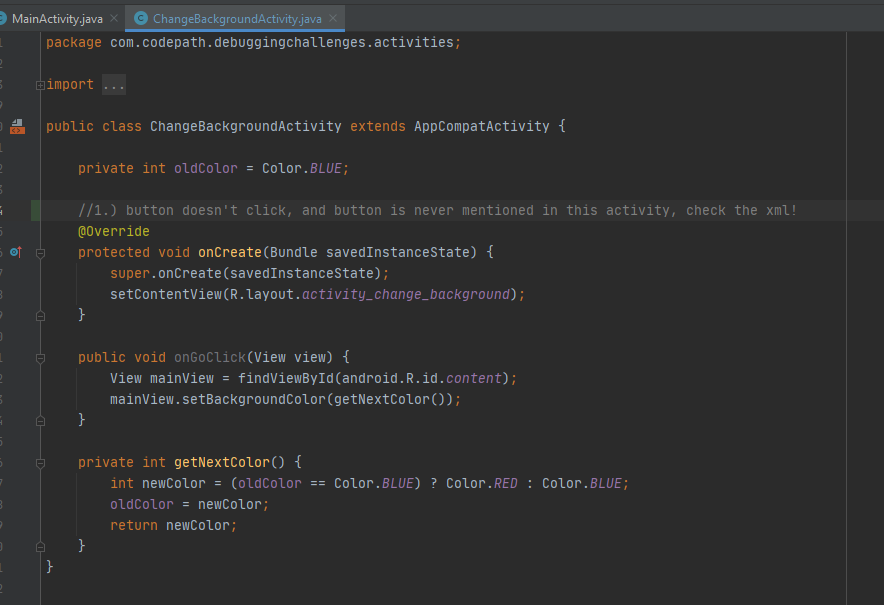 MainActivity.java
ChangeBackgroundActivity.java
package com.codepath.debuggingchallenges.activities;
import ...
public class ChangeBackgroundActivity extends AppCompatActivity {
private int oldColor = Color.BLUE;
//1.) button doesn't click, and button is never mentioned in this activity, check the xml!
@Override
protected void onCreate(Bundle savedInstanceState) {
super.onCreate(savedInstanceState);
setContentView(R.layout.activity_change_background);
}
public void onGoClick(View view) {
View mainView = findViewById(android.R.id.content);
mainView.setBackgroundColor(getNextColor());
}
private int getNextColor() {
int newColor = (oldColor == Color.BLUE) ? Color.RED : Color.BLUE;
oldColor = newColor;
return newColor;
}
}